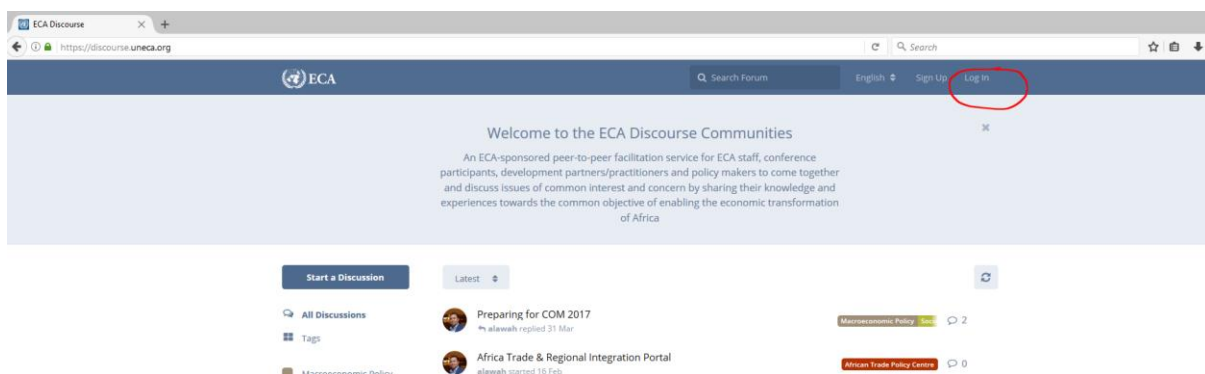 ECA Discourse
https://discourse.uneca.org
Search
ECA
Search Forum
English
Sign Up
Log In
Welcome to the ECA Discourse Communities
An ECA-sponsored peer-to-peer facilitation service for ECA staff, conference
participants, development partners/practitioners and policy makers to come together
and discuss issues of common interest and concern by sharing their knowledge and
experiences towards the common objective of enabling the economic transformation
of Africa
Start a Discussion
Latest
All Discussions
Tags
Macroeconomic Policy
Preparing for COM 2017
alawah replied 31 Mar
Macroeconomic Policy
2
Africa Trade & Regional Integration Portal
alawah started 16 Feb
African Trade Policy Centre
0